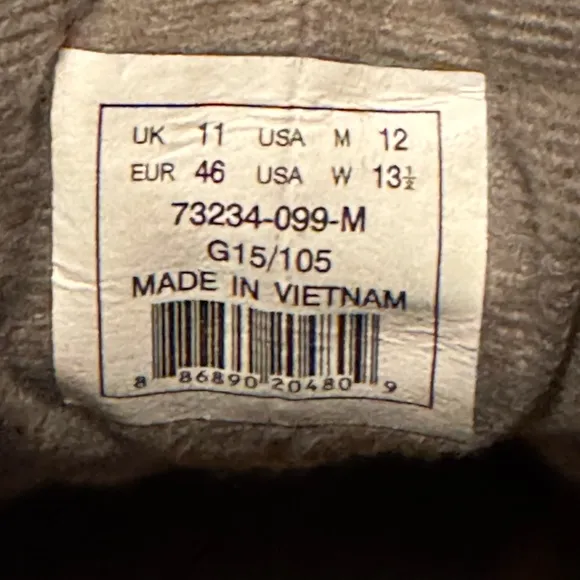 UK 11 USA M 12
EUR 46 USA W 13½
73234-099-M
G15/105
MADE IN VIETNAM
8 86890 20480 9